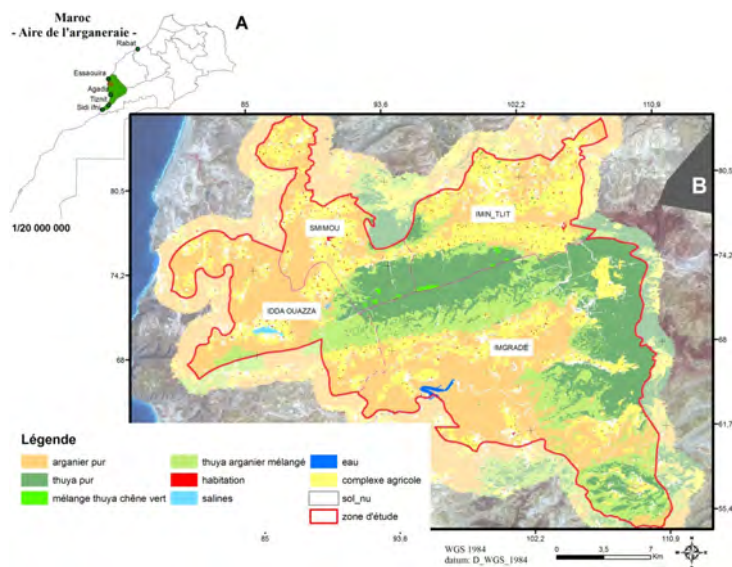 Maroc
- Aire de l'arganeraie -
A
Rabat
Essaouira
Agadir
Tiznit
Sidi ifni
1/20 000 000
85
93,6
102,2
110,9
B
80,5
80,5
SMIMOU
IMIN_TLIT
74,2
74,2
IDDA OUAZZA
IMGRADE
68
68
61,7
55,4
Légende
arganier pur
thuya pur
mélange thuya chêne vert
thuya arganier mélangé
habitation
salines
eau
complexe agricole
sol_nu
zone d'étude
85
93,6
102,2
110,9
WGS 1984
datum: D_WGS_1984
0
3,5
7
Km